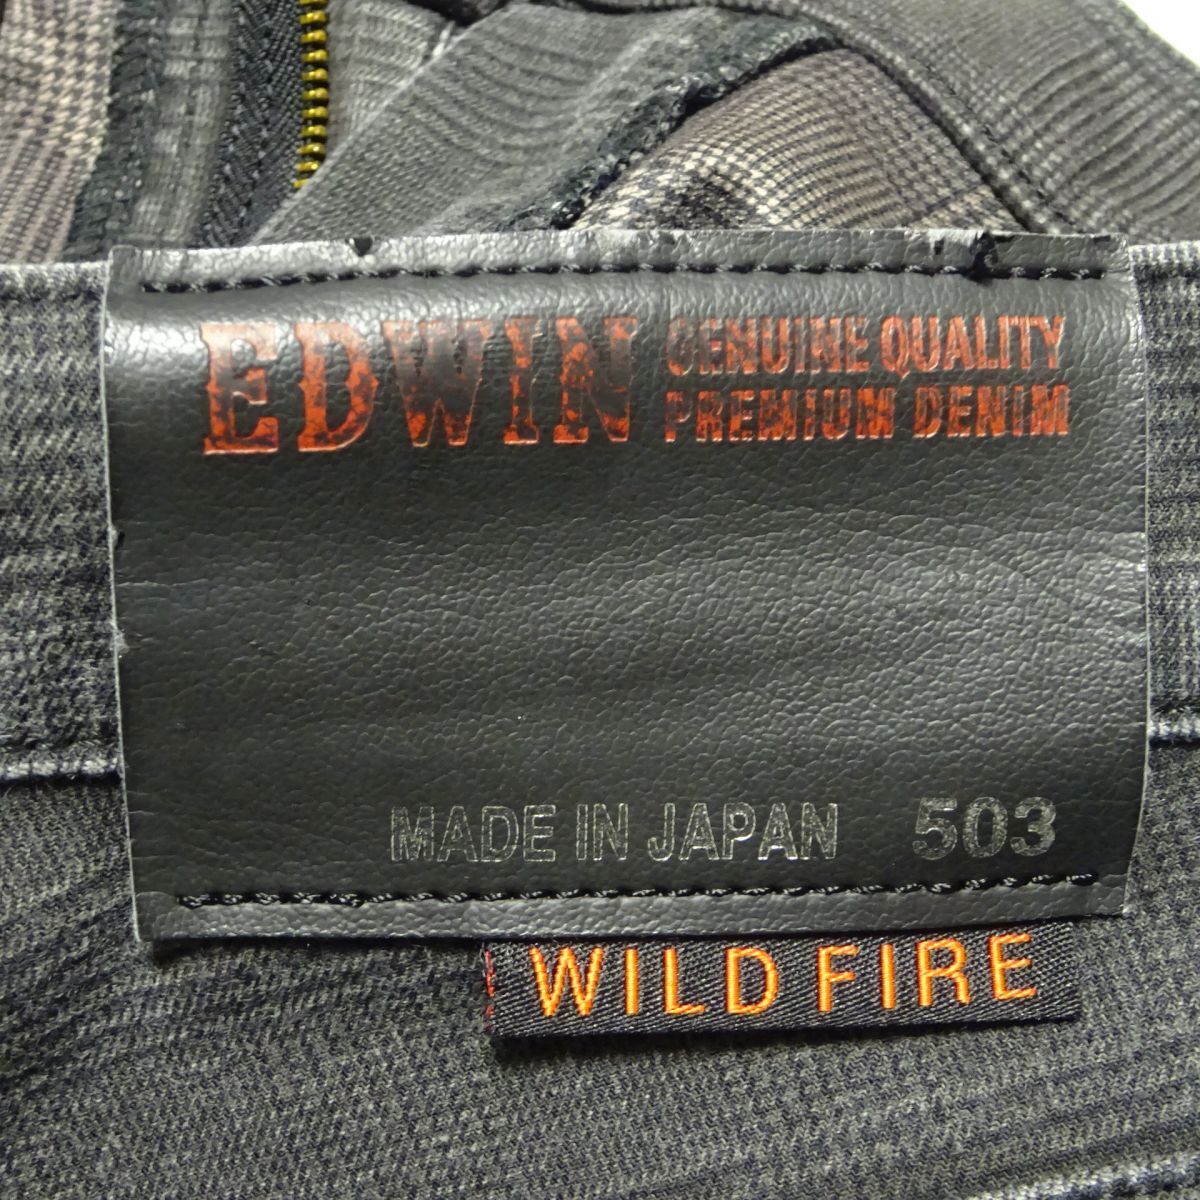 EDWIN GENUINE QUALITY
PREMIUM DENIM
MADE IN JAPAN 503
WILD FIRE